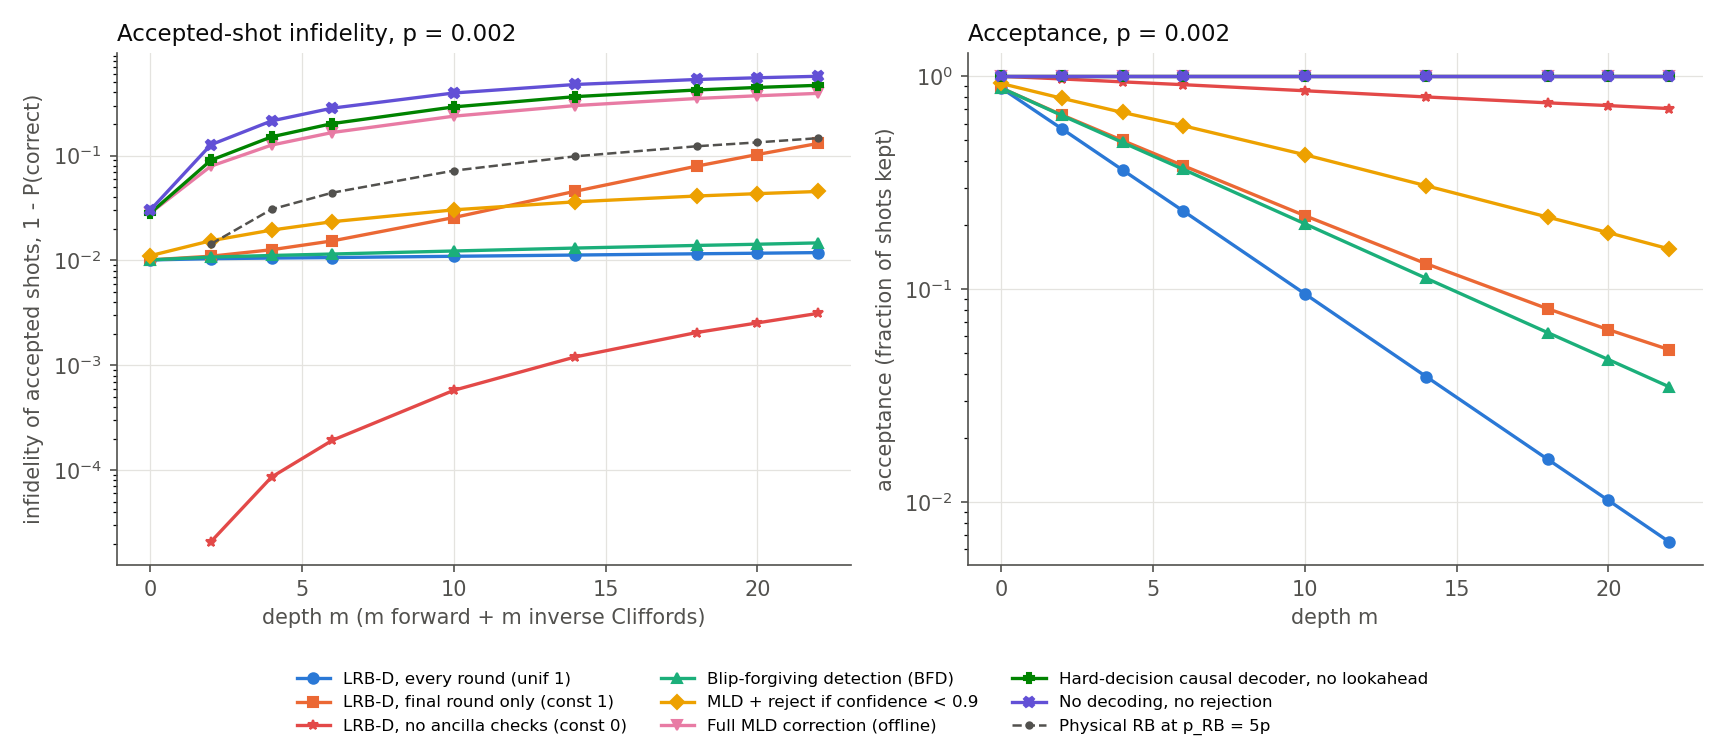 Accepted-shot infidelity, p = 0.002
infidelity of accepted shots, 1 - P(correct)
10⁻¹
10⁻²
10⁻³
10⁻⁴
0 5 10 15 20
depth m (m forward + m inverse Cliffords)
Acceptance, p = 0.002
acceptance (fraction of shots kept)
10⁰
10⁻¹
10⁻²
0 5 10 15 20
depth m
LRB-D, every round (unif 1)
LRB-D, final round only (const 1)
LRB-D, no ancilla checks (const 0)
Blip-forgiving detection (BFD)
MLD + reject if confidence < 0.9
Full MLD correction (offline)
Hard-decision causal decoder, no lookahead
No decoding, no rejection
Physical RB at p_RB = 5p